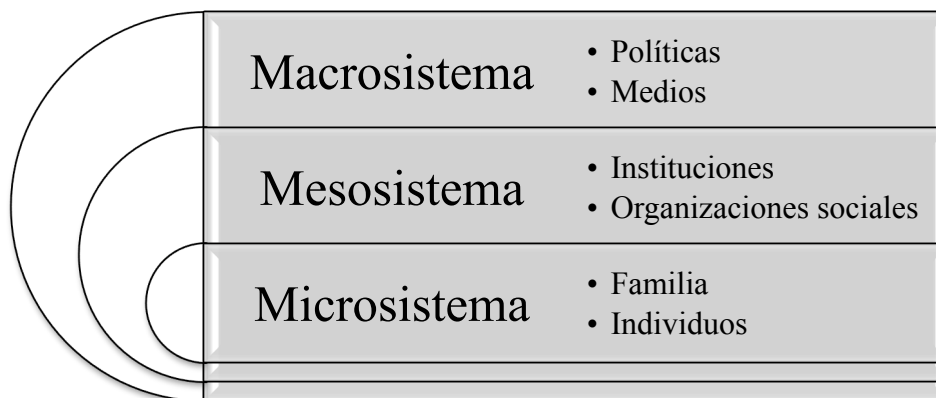 Macrosistema
• Políticas
• Medios
Mesosistema
• Instituciones
• Organizaciones sociales
Microsistema
• Familia
• Individuos